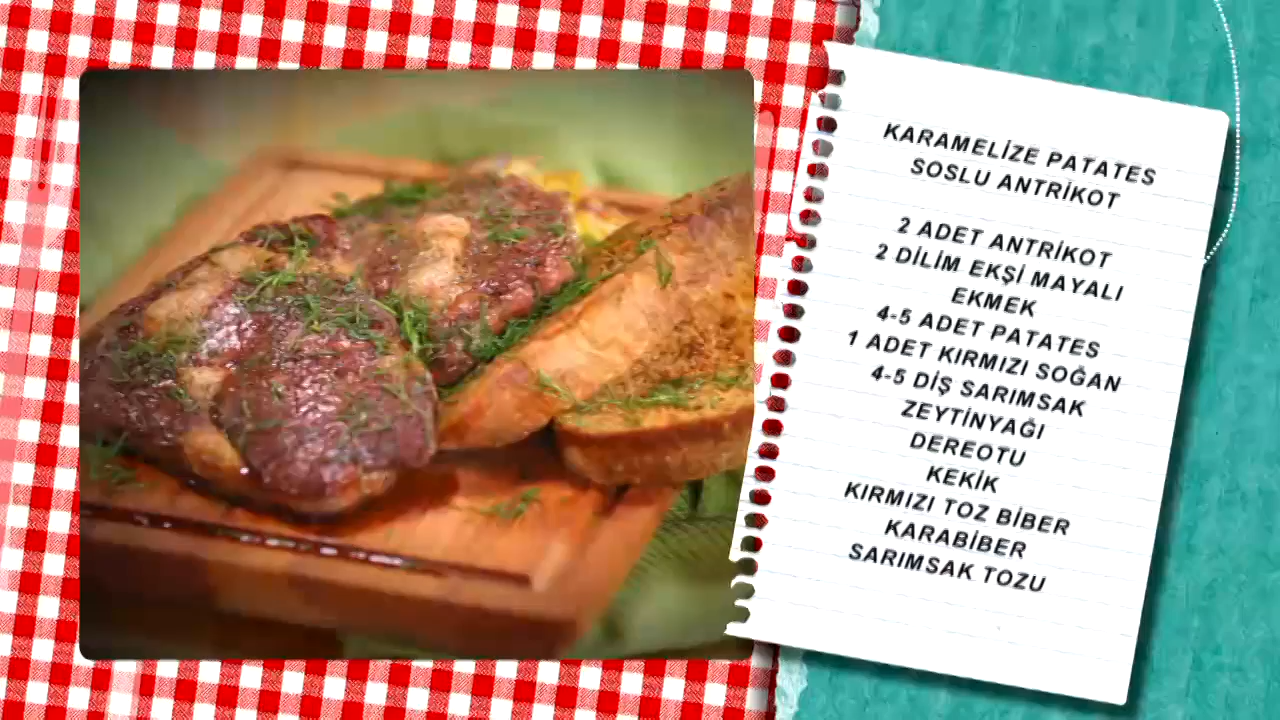 KARAMELİZE PATATES
SOSLU ANTRİKOT
2 ADET ANTRİKOT
2 DİLİM EKŞİ MAYALI
EKMEK
4-5 ADET PATATES
1 ADET KIRMIZI SOĞAN
4-5 DİŞ SARIMSAK
ZEYTİNYAĞI
DEREOTU
KEKİK
KIRMIZI TOZ BİBER
KARABİBER
SARIMSAK TOZU